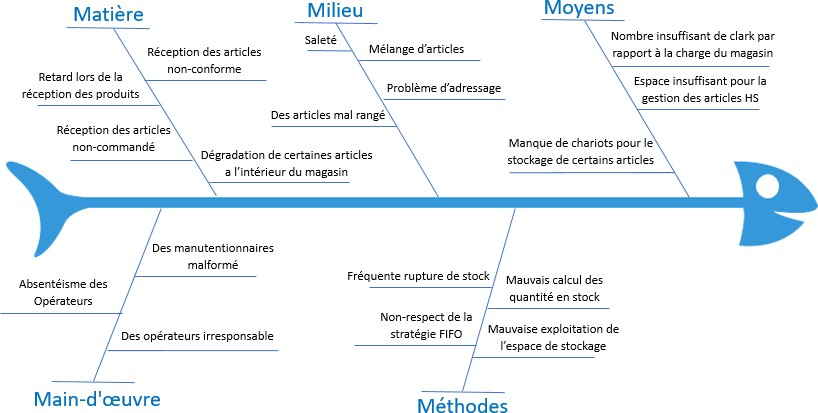 Matière
Milieu
Moyens
Réception des articles
non-conforme
Retard lors de la
réception des produits
Réception des articles
non-commandé
Dégradation de certaines articles
a l’intérieur du magasin
Saleté
Mélange d’articles
Problème d’adressage
Des articles mal rangé
Nombre insuffisant de clark par
rapport à la charge du magasin
Espace insuffisant pour la
gestion des articles HS
Manque de chariots pour le
stockage de certains articles
Des manutentionnaires
malformé
Absentéisme des
Opérateurs
Des opérateurs irresponsable
Fréquente rupture de stock
Mauvais calcul des
quantité en stock
Non-respect de la
stratégie FIFO
Mauvaise exploitation de
l’espace de stockage
Main-d'œuvre
Méthodes